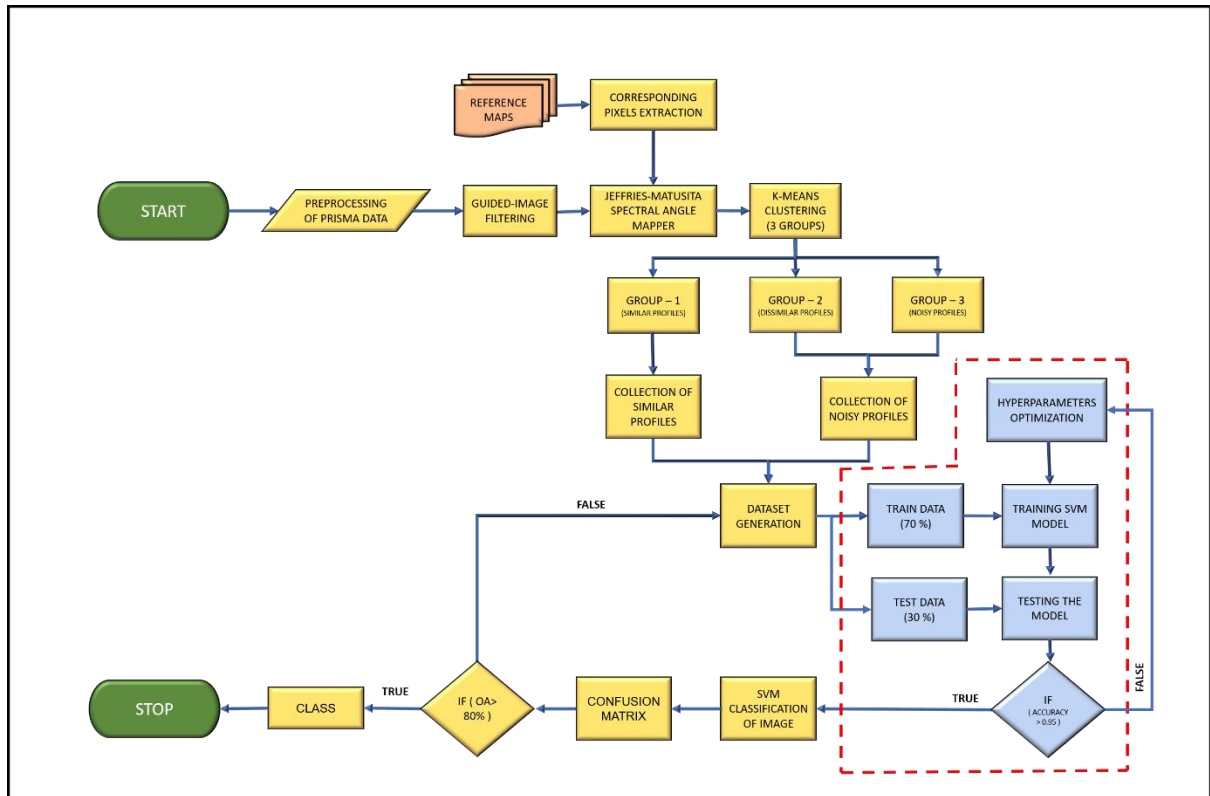 REFERENCE
MAPS
CORRESPONDING
PIXELS EXTRACTION
START
PREPROCESSING
OF PRISMA DATA
GUIDED-IMAGE
FILTERING
JEFFRIES-MATUSITA
SPECTRAL ANGLE
MAPPER
K-MEANS
CLUSTERING
(3 GROUPS)
GROUP – 1
(SIMILAR PROFILES)
GROUP – 2
(DISSIMILAR PROFILES)
GROUP – 3
(NOISY PROFILES)
COLLECTION OF
SIMILAR
PROFILES
COLLECTION OF
NOISY PROFILES
HYPERPARAMETERS
OPTIMIZATION
FALSE
DATASET
GENERATION
TRAIN DATA
(70 %)
TRAINING SVM
MODEL
TEST DATA
(30 %)
TESTING THE
MODEL
FALSE
STOP
CLASS
TRUE
IF ( OA>
80% )
CONFUSION
MATRIX
SVM
CLASSIFICATION
OF IMAGE
TRUE
IF
( ACCURACY
> 0.95 )